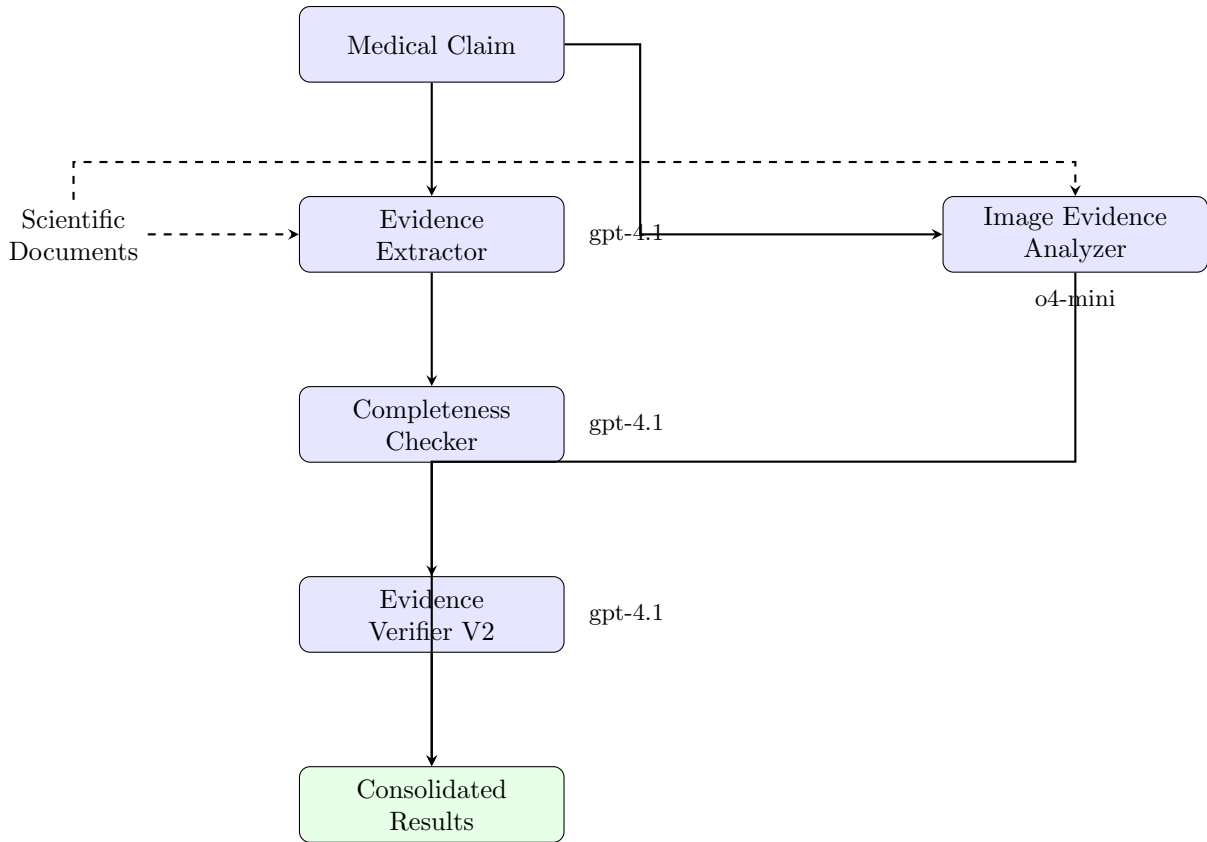 Medical Claim
Scientific
Documents
Evidence
Extractor
gpt-4.1
Image Evidence
Analyzer
o4-mini
Completeness
Checker
gpt-4.1
Evidence
Verifier V2
gpt-4.1
Consolidated
Results